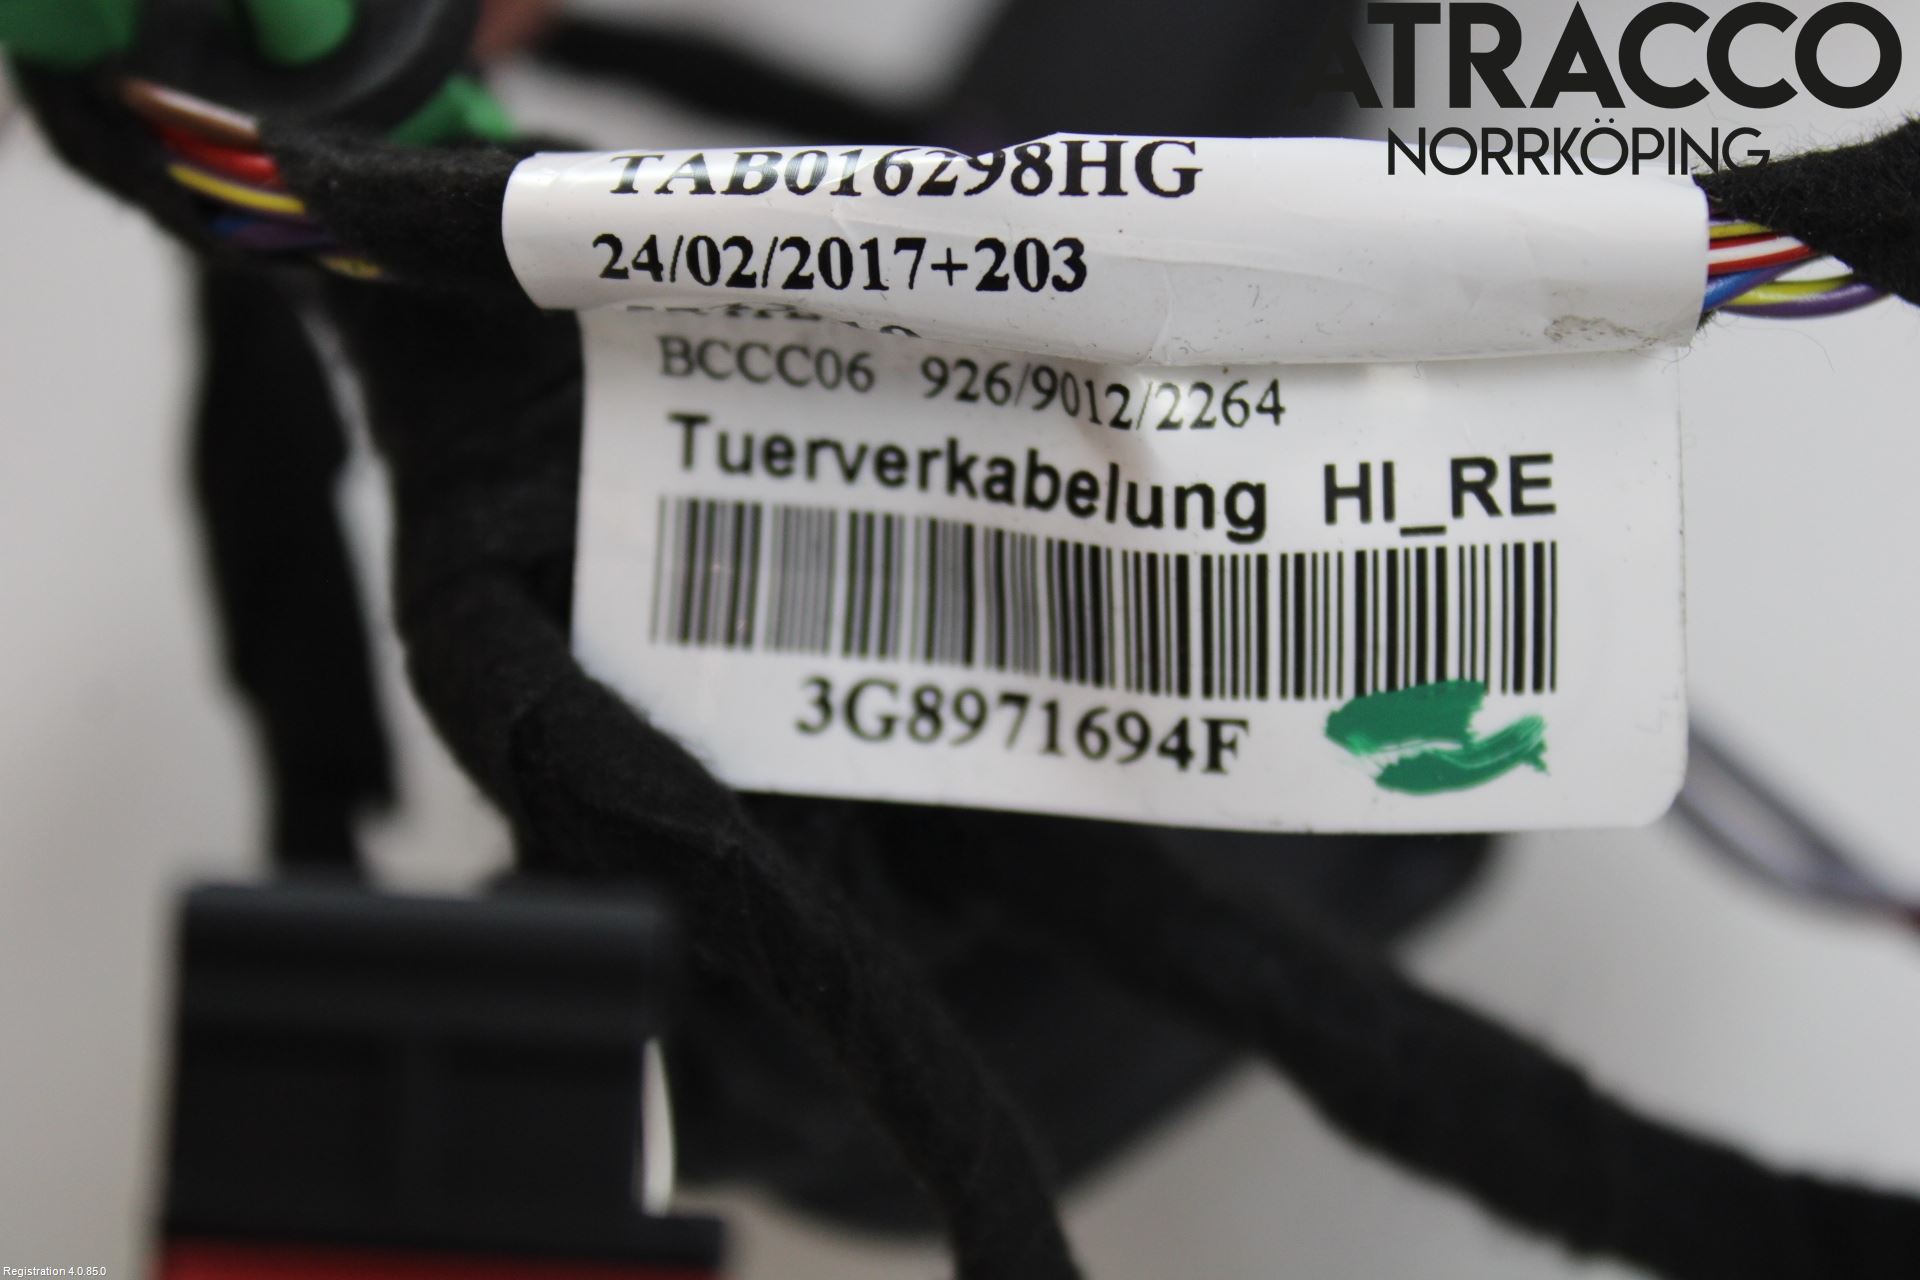 ATRACCO
NORRKÖPING
TAB016298HG
24/02/2017+203
BCCC06 926/9012/2264
Tuerverkabelung HI_RE
3G8971694F
Registration 4.0.85.0